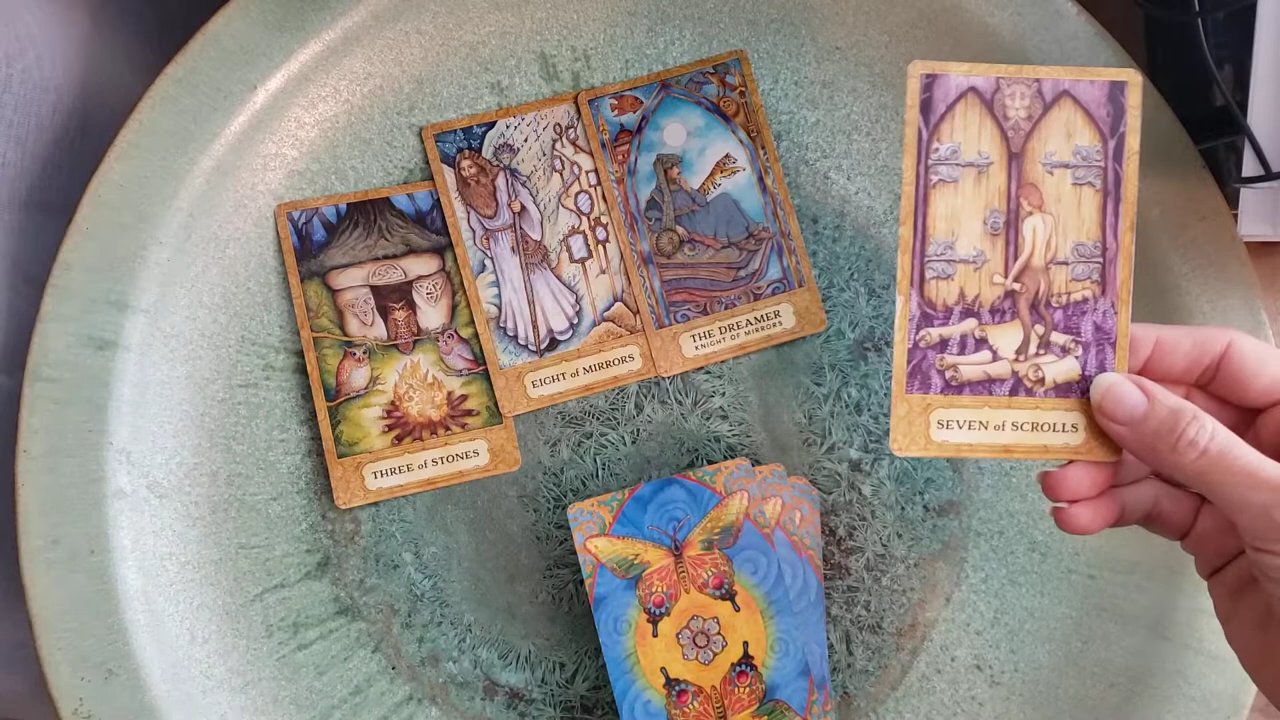 THREE of STONES
EIGHT of MIRRORS
THE DREAMER
KNIGHT OF MIRRORS
SEVEN of SCROLLS